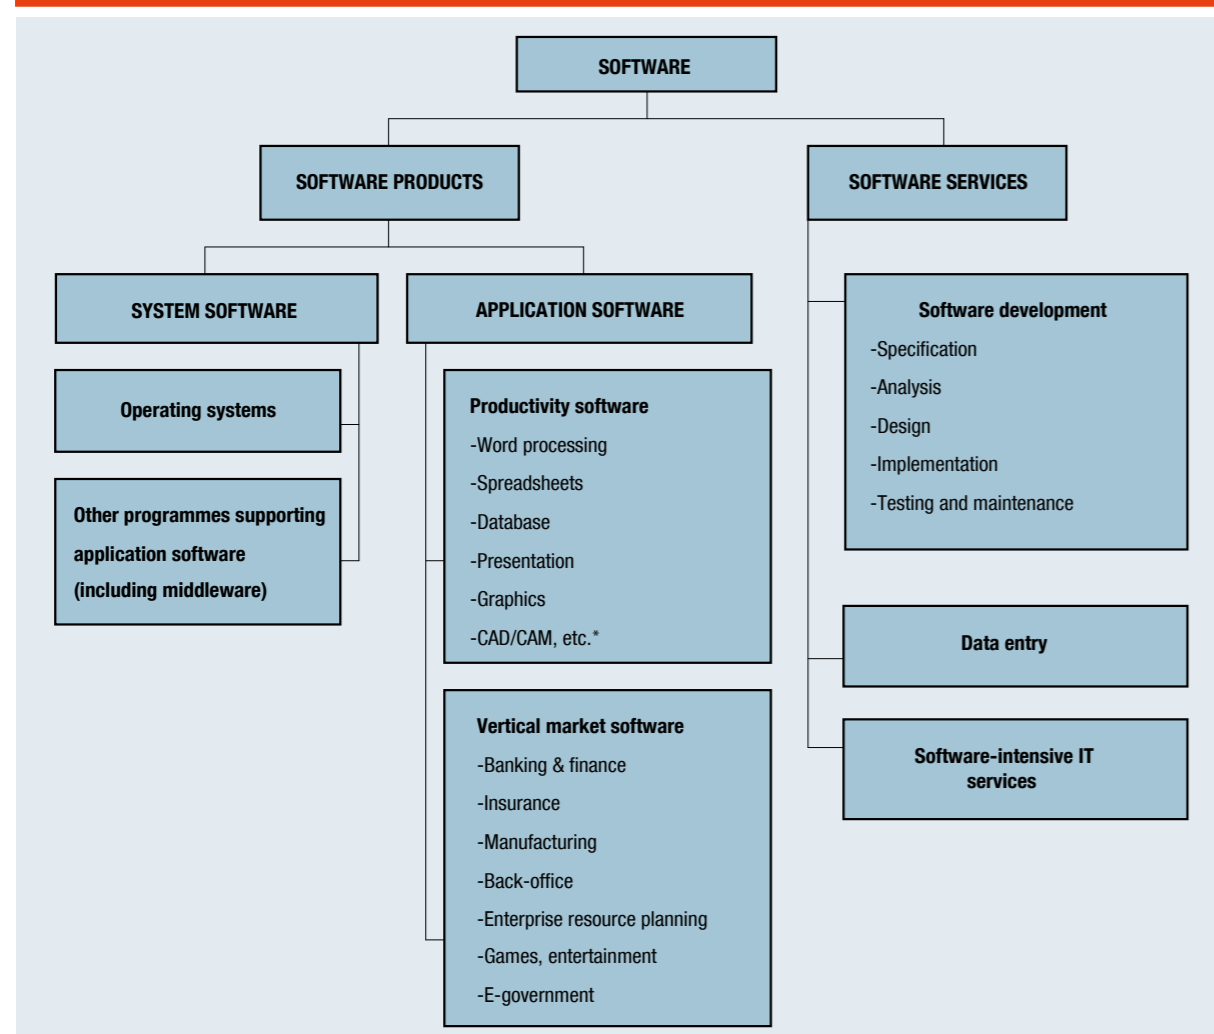 SOFTWARE
SOFTWARE PRODUCTS
SOFTWARE SERVICES
SYSTEM SOFTWARE
APPLICATION SOFTWARE
Operating systems
Other programmes supporting
application software
(including middleware)
Productivity software
-Word processing
-Spreadsheets
-Database
-Presentation
-Graphics
-CAD/CAM, etc.*
Vertical market software
-Banking & finance
-Insurance
-Manufacturing
-Back-office
-Enterprise resource planning
-Games, entertainment
-E-government
Software development
-Specification
-Analysis
-Design
-Implementation
-Testing and maintenance
Data entry
Software-intensive IT
services